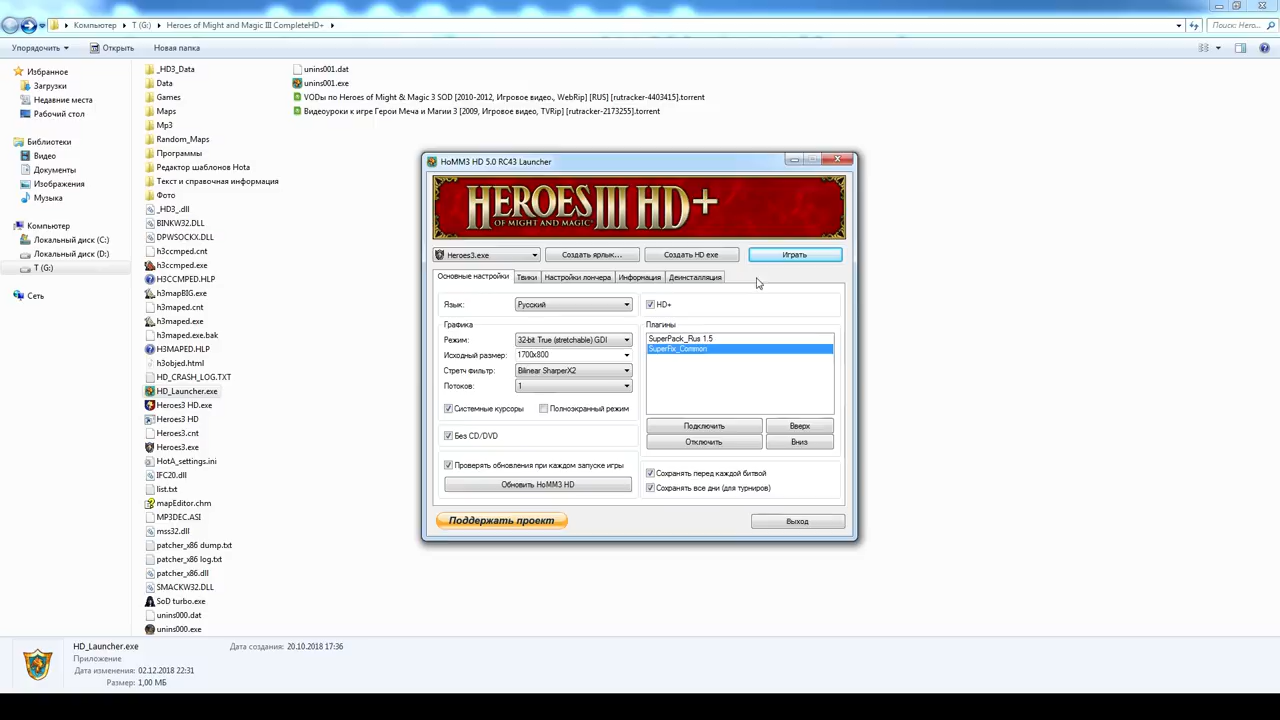 Компьютер
T (G:)
Heroes of Might and Magic III CompleteHD+
Поиск: Hero...
Упорядочить
Открыть
Новая папка
Избранное
Загрузки
Недавние места
Рабочий стол
Библиотеки
Видео
Документы
Изображения
Музыка
Компьютер
Локальный диск (C:)
Локальный диск (D:)
T (G:)
Сеть
_HD3_Data
Data
Games
Maps
Mp3
Random_Maps
Программы
Редактор шаблонов Hota
Текст и справочная информация
Фото
_HD3_.dll
BINKW32.DLL
DPWSOCKX.DLL
h3ccmped.cnt
h3ccmped.exe
H3CCMPED.HLP
h3mapBIG.exe
h3maped.cnt
h3maped.exe
h3maped.exe.bak
H3MAPED.HLP
h3objed.html
HD_CRASH_LOG.TXT
HD_Launcher.exe
Heroes3 HD.exe
Heroes3 HD
Heroes3.cnt
Heroes3.exe
HotA_settings.ini
IFC20.dll
list.txt
mapEditor.chm
MP3DEC.ASI
mss32.dll
patcher_x86 dump.txt
patcher_x86 log.txt
patcher_x86.dll
SMACKW32.DLL
SoD turbo.exe
unins000.dat
unins000.exe
unins001.dat
unins001.exe
VODы по Heroes of Might & Magic 3 SOD [2010-2012, Игровое видео., WebRip] [RUS] [rutracker-4403415].torrent
Видеоуроки к игре Герои Меча и Магии 3 [2009, Игровое видео, TVRip] [rutracker-2173255].torrent
HoMM3 HD 5.0 RC43 Launcher
HEROES III HD+
OF MIGHT AND MAGIC
Heroes3.exe
Создать ярлык...
Создать HD exe
Играть
Основные настройки
Твики
Настройки лончера
Информация
Деинсталляция
Язык:
Русский
Графика
Режим:
32-bit True (stretchable) GDI
Исходный размер:
1700x800
Стретч фильтр:
Bilinear SharperX2
Потоков:
1
Системные курсоры
Полноэкранный режим
Без CD/DVD
Проверять обновления при каждом запуске игры
Обновить HoMM3 HD
HD+
Плагины
SuperPack_Rus 1.5
SuperFix_Common
Подключить
Вверх
Отключить
Вниз
Сохранять перед каждой битвой
Сохранять все дни (для турниров)
Поддержать проект
Выход
HD_Launcher.exe
Дата создания: 20.10.2018 17:36
Приложение
Дата изменения: 02.12.2018 22:31
Размер: 1,00 МБ